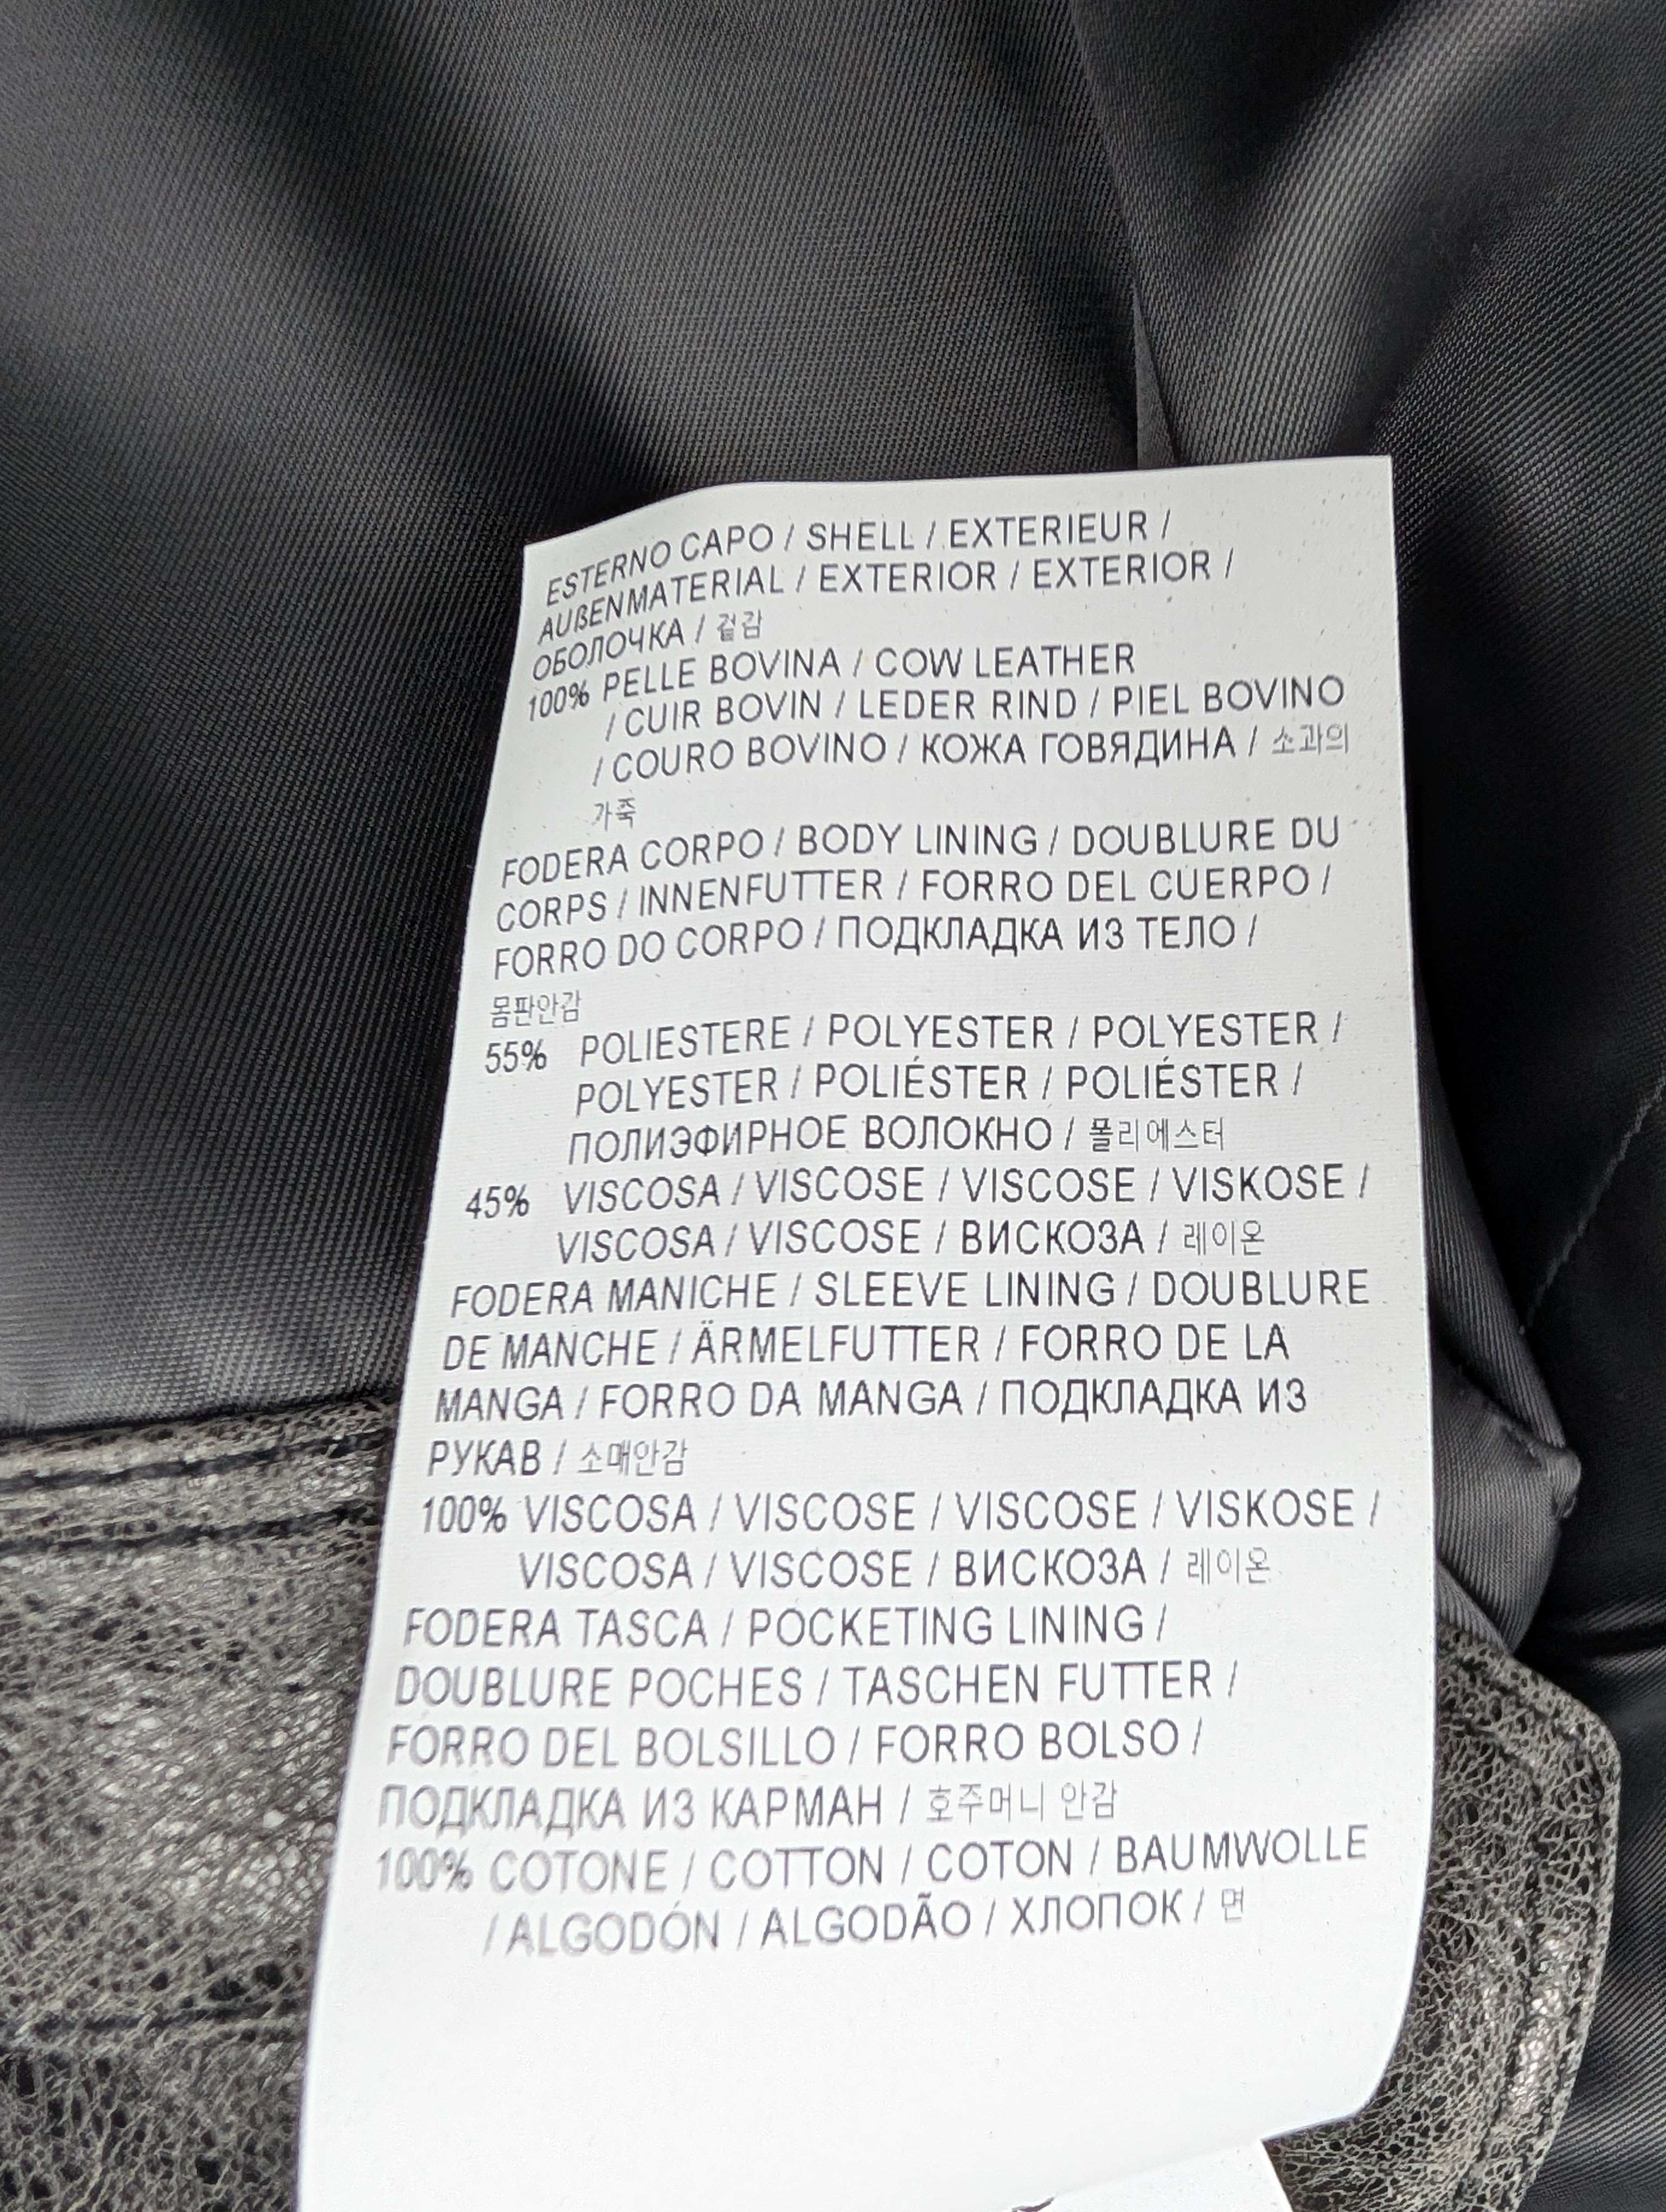 ESTERNO CAPO / SHELL / EXTERIEUR /
AUßENMATERIAL / EXTERIOR / EXTERIOR /
ОБОЛОЧКА / 겉감
100% PELLE BOVINA / COW LEATHER
/ CUIR BOVIN / LEDER RIND / PIEL BOVINO
/ COURO BOVINO / КОЖА ГОВЯДИНА / 소과의
가죽
FODERA CORPO / BODY LINING / DOUBLURE DU
CORPS / INNENFUTTER / FORRO DEL CUERPO /
FORRO DO CORPO / ПОДКЛАДКА ИЗ ТЕЛО /
몸판안감
55% POLIESTERE / POLYESTER / POLYESTER /
POLYESTER / POLIÉSTER / POLIÉSTER /
ПОЛИЭФИРНОЕ ВОЛОКНО / 폴리에스터
45% VISCOSA / VISCOSE / VISCOSE / VISKOSE /
VISCOSA / VISCOSE / ВИСКОЗА / 레이온
FODERA MANICHE / SLEEVE LINING / DOUBLURE
DE MANCHE / ÄRMELFUTTER / FORRO DE LA
MANGA / FORRO DA MANGA / ПОДКЛАДКА ИЗ
РУКАВ / 소매안감
100% VISCOSA / VISCOSE / VISCOSE / VISKOSE /
VISCOSA / VISCOSE / ВИСКОЗА / 레이온
FODERA TASCA / POCKETING LINING /
DOUBLURE POCHES / TASCHEN FUTTER /
FORRO DEL BOLSILLO / FORRO BOLSO /
ПОДКЛАДКА ИЗ КАРМАН / 호주머니 안감
100% COTONE / COTTON / COTON / BAUMWOLLE
/ ALGODÓN / ALGODÃO / ХЛОПОК / 면